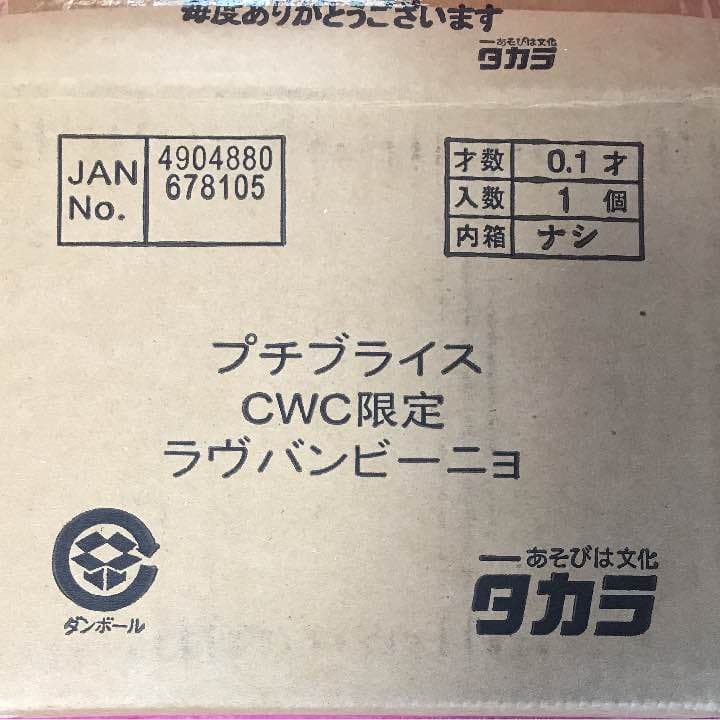 毎度ありがとうございます
あそびは文化
タカラ
JAN No. 4904880 678105
才数 0.1 才
入数 1 個
内箱 ナシ
プチブライス
CWC限定
ラヴバンビーニョ
ダンボール
あそびは文化
タカラ